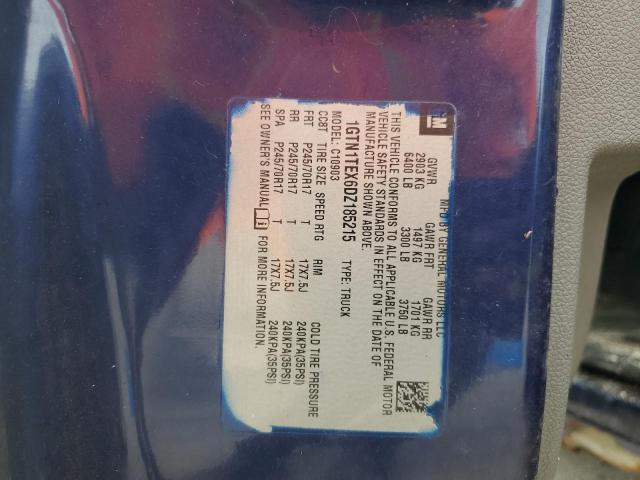 GM
MFD BY GENERAL MOTORS LLC
GVWR GAWR FRT GAWR RR
2903 KG 1497 KG 1701 KG
6400 LB 3300 LB 3750 LB
THIS VEHICLE CONFORMS TO ALL APPLICABLE U.S. FEDERAL MOTOR
VEHICLE SAFETY STANDARDS IN EFFECT ON THE DATE OF
MANUFACTURE SHOWN ABOVE.
1GTN1TEX6DZ185215 TYPE: TRUCK
MODEL: C10903
CC8T TIRE SIZE SPEED RTG RIM COLD TIRE PRESSURE
FRT P245/70R17 T 17X7.5J 240KPA(35PSI)
RR P245/70R17 T 17X7.5J 240KPA(35PSI)
SPA P245/70R17 T 17X7.5J 240KPA(35PSI)
SEE OWNER'S MANUAL FOR MORE INFORMATION.